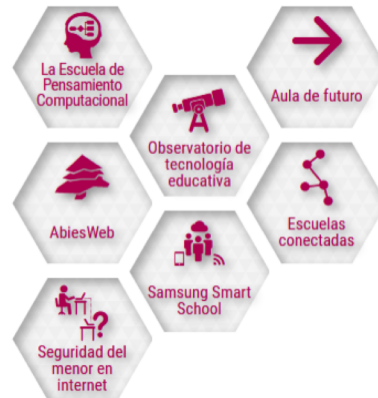 La Escuela de
Pensamiento
Computacional
Aula de futuro
Observatorio de
tecnología
educativa
AbiesWeb
Escuelas
conectadas
Samsung Smart
School
Seguridad del
menor en
internet